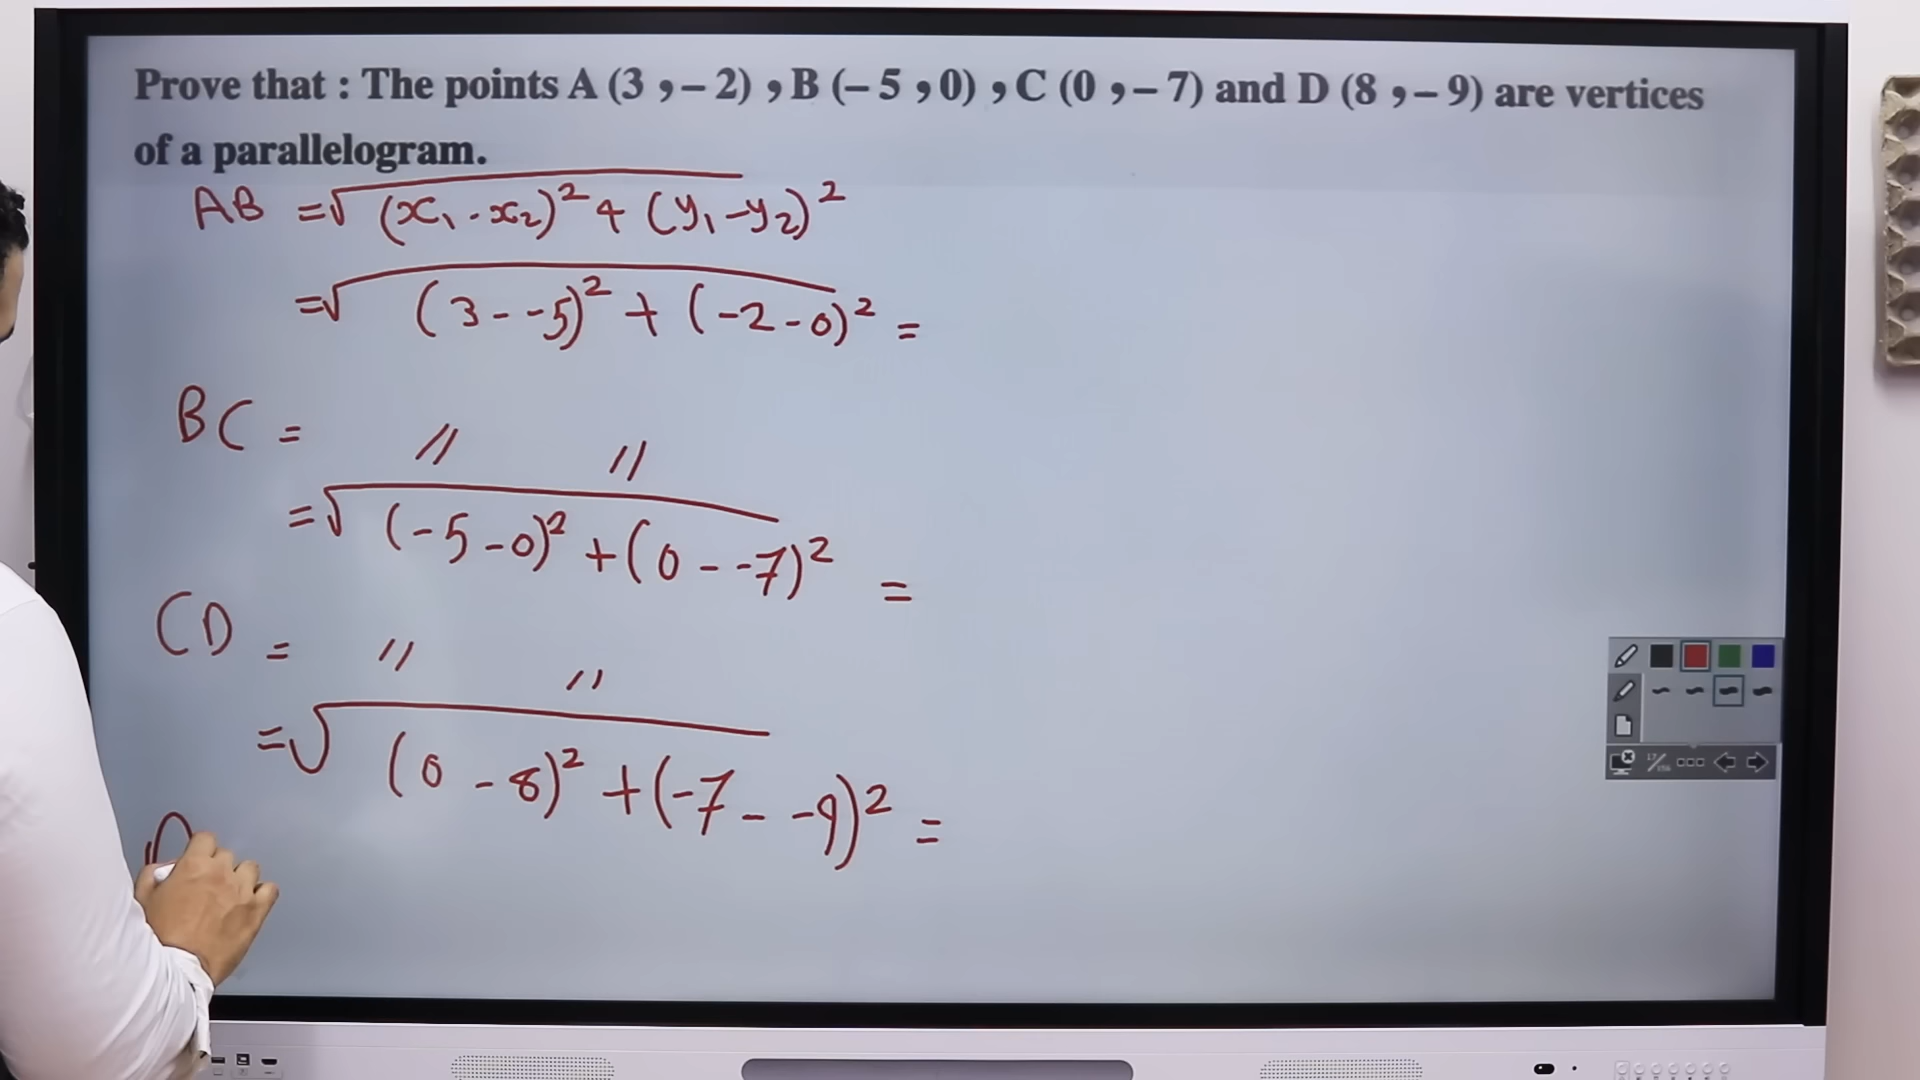 Prove that : The points A (3 , – 2) , B (– 5 , 0) , C (0 , – 7) and D (8 , – 9) are vertices
of a parallelogram.
AB = √(x₁ - x₂)² + (y₁ - y₂)²
= √(3 - -5)² + (-2 - 0)² =
BC = // //
= √(-5 - 0)² + (0 - -7)² =
CD = // //
= √(0 - 8)² + (-7 - -9)² =